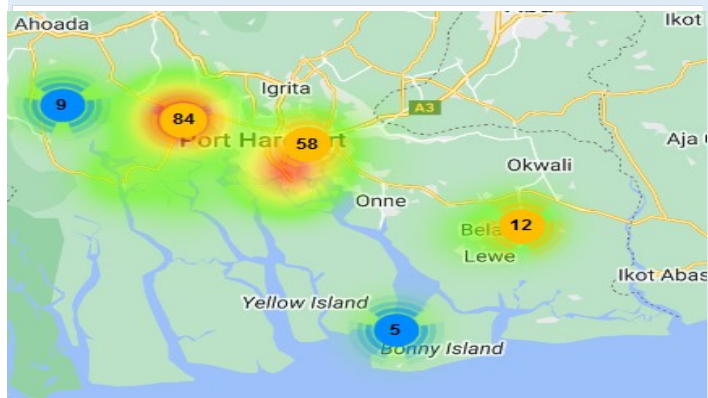 Ahoada
Ikot
9
Igrita
A3
84
58
Port Harcourt
Aja
Okwali
Onne
12
Lewe
Ikot Abas
Yellow Island
5
Bonny Island